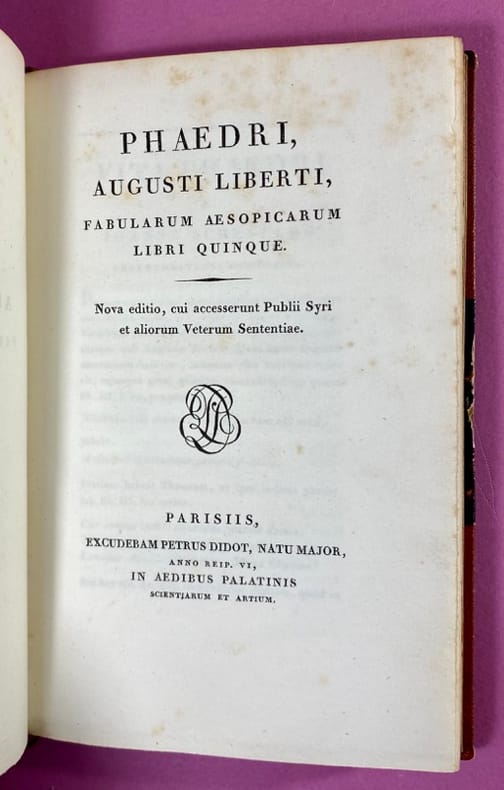 PHAEDRI,
AUGUSTI LIBERTI,
FABULARUM AESOPICARUM
LIBRI QUINQUE.
Nova editio, cui accesserunt Publii Syri
et aliorum Veterum Sententiae.
PARISIIS,
EXCUDEBAM PETRUS DIDOT, NATU MAJOR,
ANNO REIP. VI,
IN AEDIBUS PALATINIS
SCIENTIARUM ET ARTIUM.